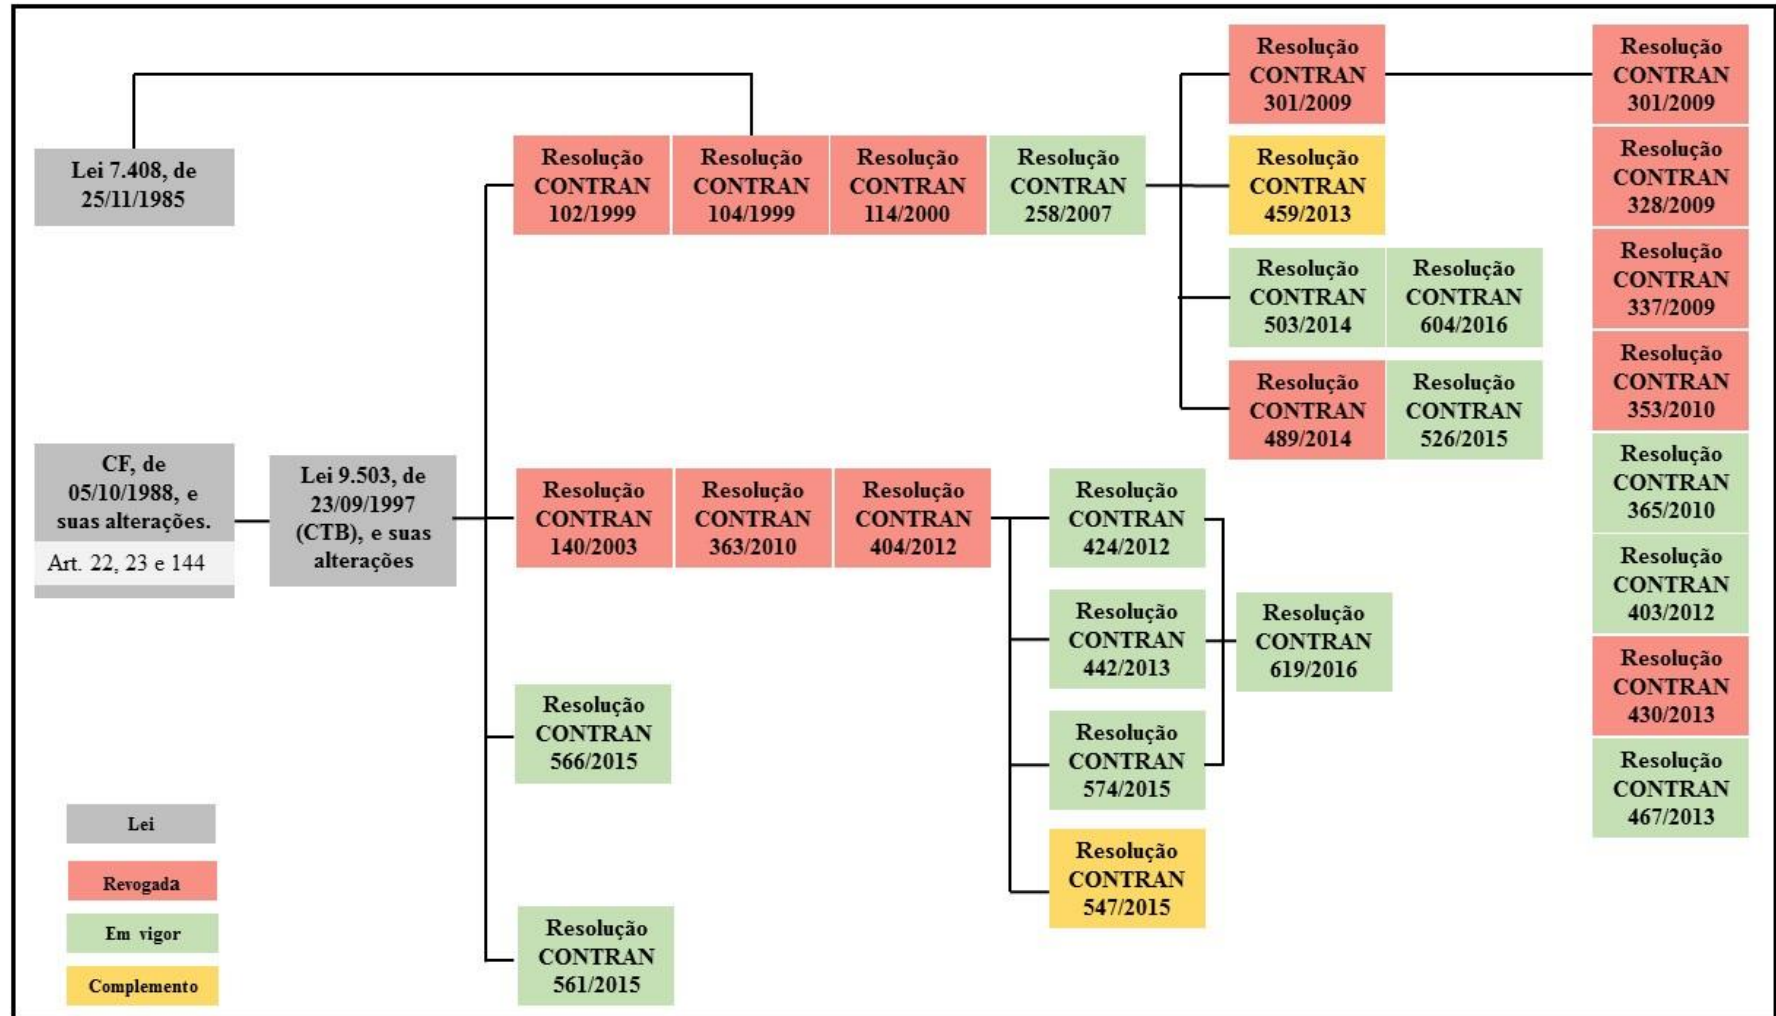 Lei 7.408, de
25/11/1985
CF, de
05/10/1988, e
suas alterações.
Art. 22, 23 e 144
Lei 9.503, de
23/09/1997
(CTB), e suas
alterações
Resolução
CONTRAN
102/1999
Resolução
CONTRAN
104/1999
Resolução
CONTRAN
114/2000
Resolução
CONTRAN
258/2007
Resolução
CONTRAN
301/2009
Resolução
CONTRAN
459/2013
Resolução
CONTRAN
503/2014
Resolução
CONTRAN
604/2016
Resolução
CONTRAN
489/2014
Resolução
CONTRAN
526/2015
Resolução
CONTRAN
301/2009
Resolução
CONTRAN
328/2009
Resolução
CONTRAN
337/2009
Resolução
CONTRAN
353/2010
Resolução
CONTRAN
365/2010
Resolução
CONTRAN
403/2012
Resolução
CONTRAN
430/2013
Resolução
CONTRAN
467/2013
Resolução
CONTRAN
140/2003
Resolução
CONTRAN
363/2010
Resolução
CONTRAN
404/2012
Resolução
CONTRAN
424/2012
Resolução
CONTRAN
442/2013
Resolução
CONTRAN
574/2015
Resolução
CONTRAN
547/2015
Resolução
CONTRAN
619/2016
Resolução
CONTRAN
566/2015
Resolução
CONTRAN
561/2015
Lei
Revogada
Em vigor
Complemento